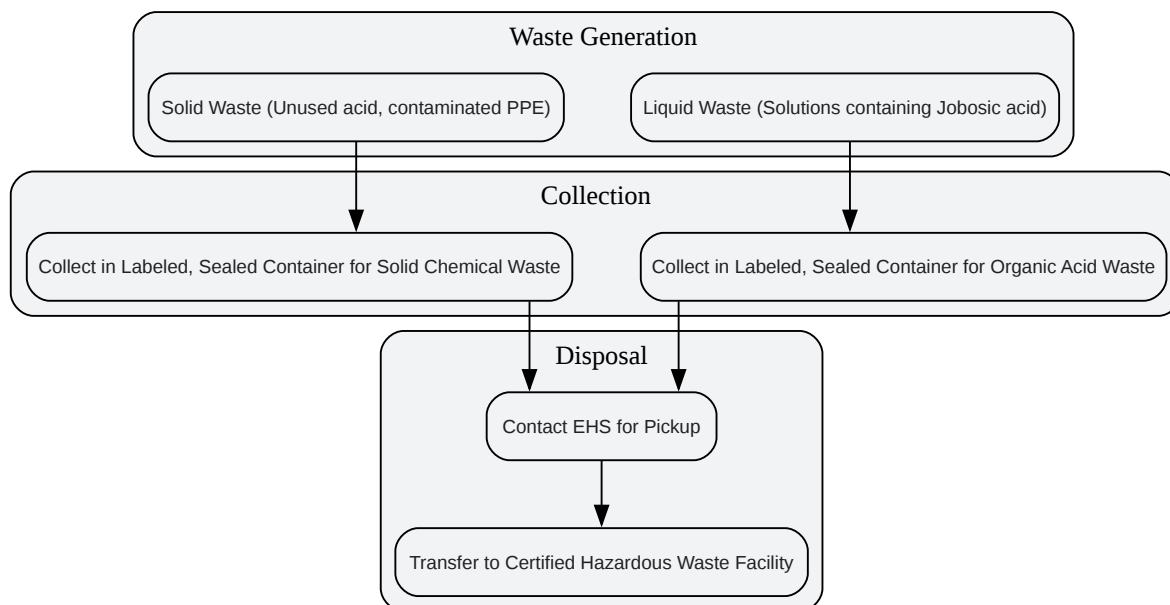 Waste Generation
Solid Waste (Unused acid, contaminated PPE)
Liquid Waste (Solutions containing Jobosic acid)
Collection
Collect in Labeled, Sealed Container for Solid Chemical Waste
Collect in Labeled, Sealed Container for Organic Acid Waste
Disposal
Contact EHS for Pickup
Transfer to Certified Hazardous Waste Facility